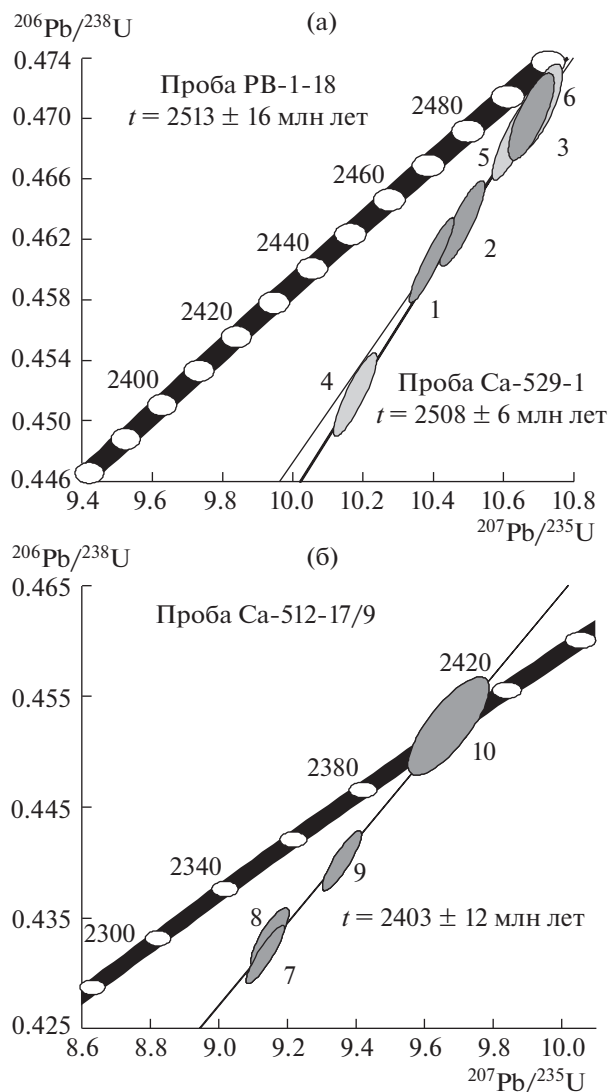 ²⁰⁶Pb/²³⁸U
(а)
0.474
Проба РВ-1-18
t = 2513 ± 16 млн лет
2480
6
0.470
5
3
0.466
2460
2
0.462
2440
1
0.458
2420
0.454
4
Проба Са-529-1
2400
t = 2508 ± 6 млн лет
0.450
0.446
9.4 9.6 9.8 10.0 10.2 10.4 10.6 10.8
²⁰⁷Pb/²³⁵U
²⁰⁶Pb/²³⁸U
(б)
0.465
Проба Са-512-17/9
2420
0.455
10
2380
0.445
2340
9
2300
8
t = 2403 ± 12 млн лет
0.435
7
0.425
8.6 8.8 9.0 9.2 9.4 9.6 9.8 10.0
²⁰⁷Pb/²³⁵U